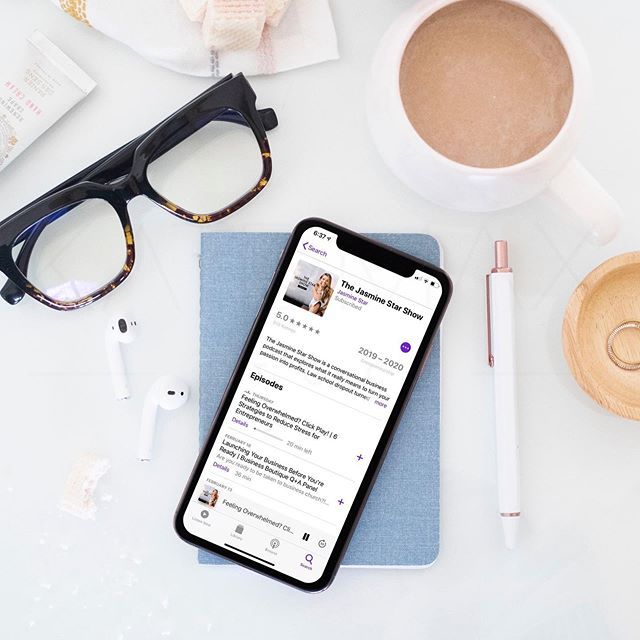 HAND CREAM
6:37
Search
The Jasmine Star Show
Jasmine Star
Subscribed
5.0 ★★★★★
2019 – 2020
The Jasmine Star Show is a conversational business
podcast that explores what it really means to turn your
passion into profits. Law school dropout turned
more
Episodes
THURSDAY
Feeling Overwhelmed? Click Play! | 6
Strategies to Reduce Stress for
Entrepreneurs
Details
20 min left
FEBRUARY 18
Launching Your Business Before You're
Ready | Business Boutique Q+A Panel
Are you ready to be taken to business church?!...
Details 36 min
FEBRUARY 13
Feeling Overwhelmed? Cli...
Listen Now
Library
Browse
Search